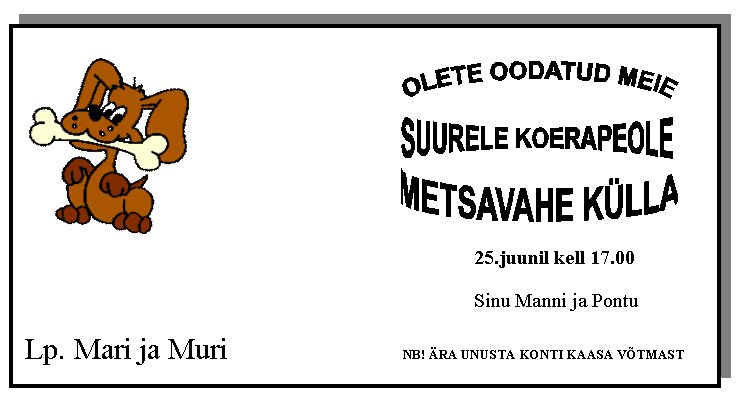 OLETE OODATUD MEIE
SUURELE KOERAPEOLE
METSAVAHE KÜLLA
25.juunil kell 17.00
Sinu Manni ja Pontu
Lp. Mari ja Muri
NB! ÄRA UNUSTA KONTI KAASA VÕTMAST